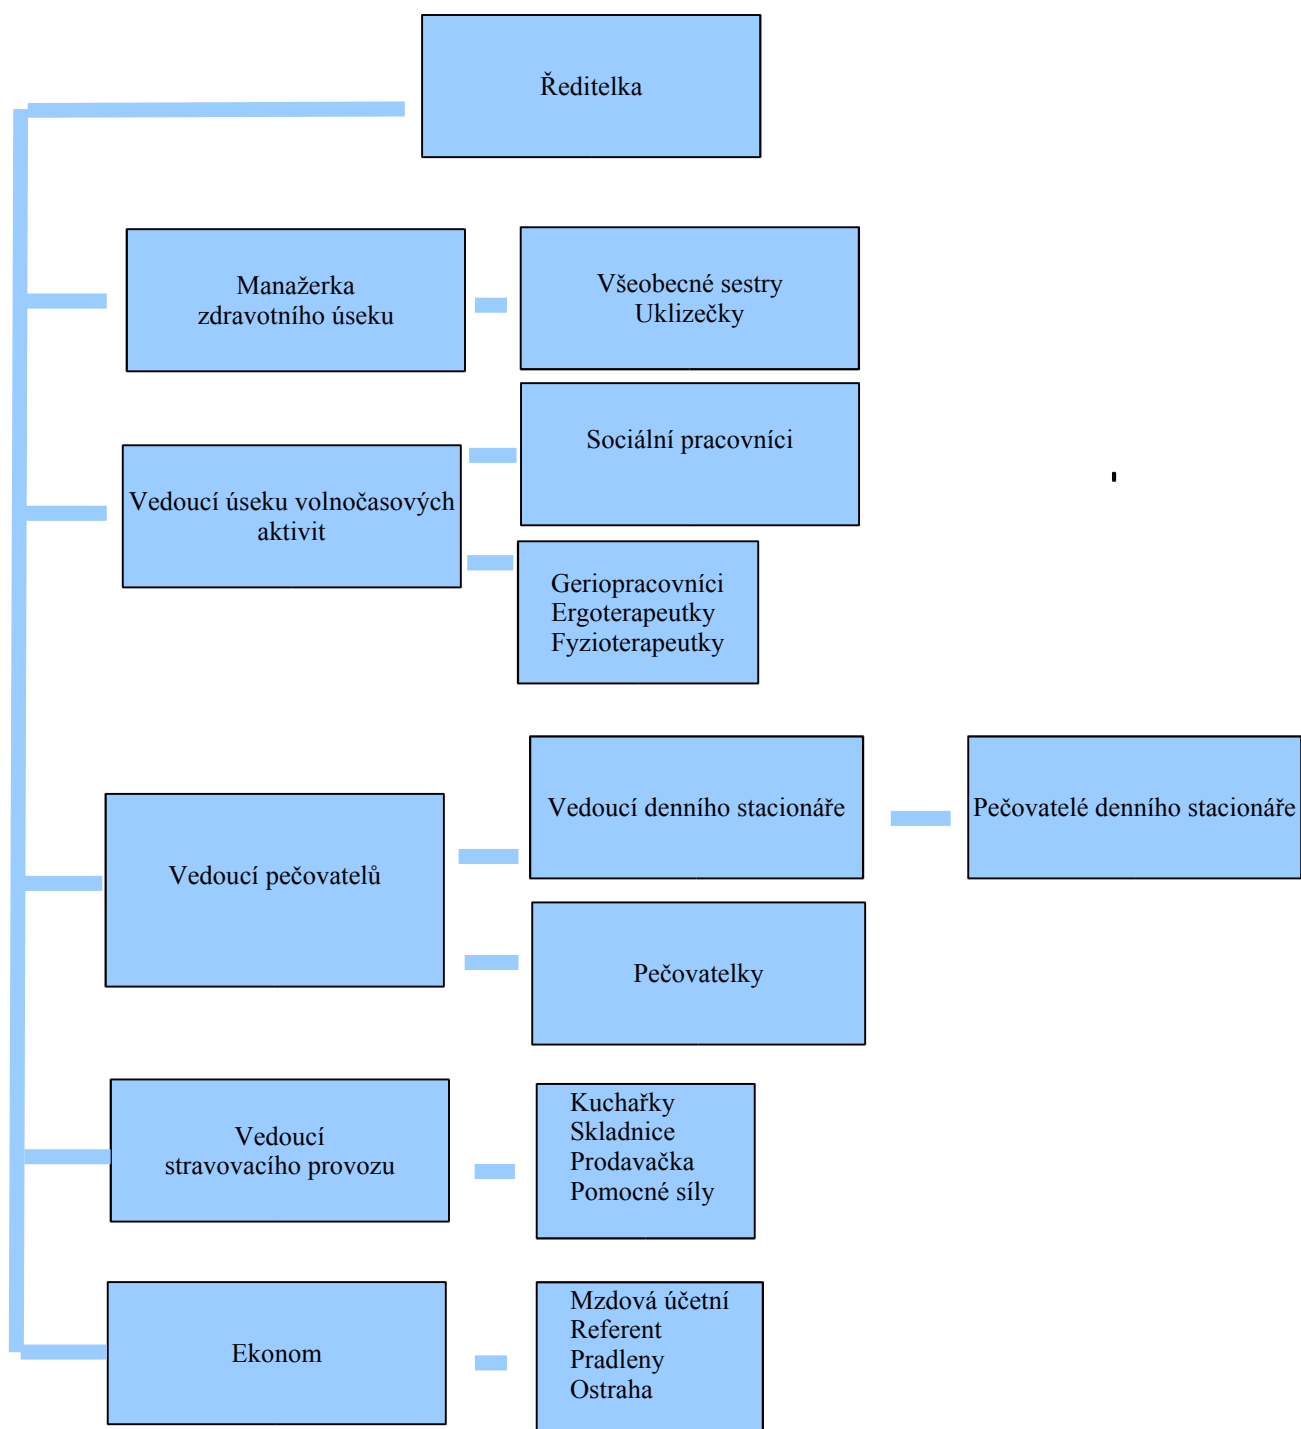 Ředitelka
Manažerka
zdravotního úseku
Všeobecné sestry
Uklizečky
Sociální pracovníci
Vedoucí úseku volnočasových
aktivit
Geriopracovníci
Ergoterapeutky
Fyzioterapeutky
Vedoucí denního stacionáře
Pečovatelé denního stacionáře
Vedoucí pečovatelů
Pečovatelky
Vedoucí
stravovacího provozu
Kuchařky
Skladnice
Prodavačka
Pomocné síly
Ekonom
Mzdová účetní
Referent
Pradleny
Ostraha